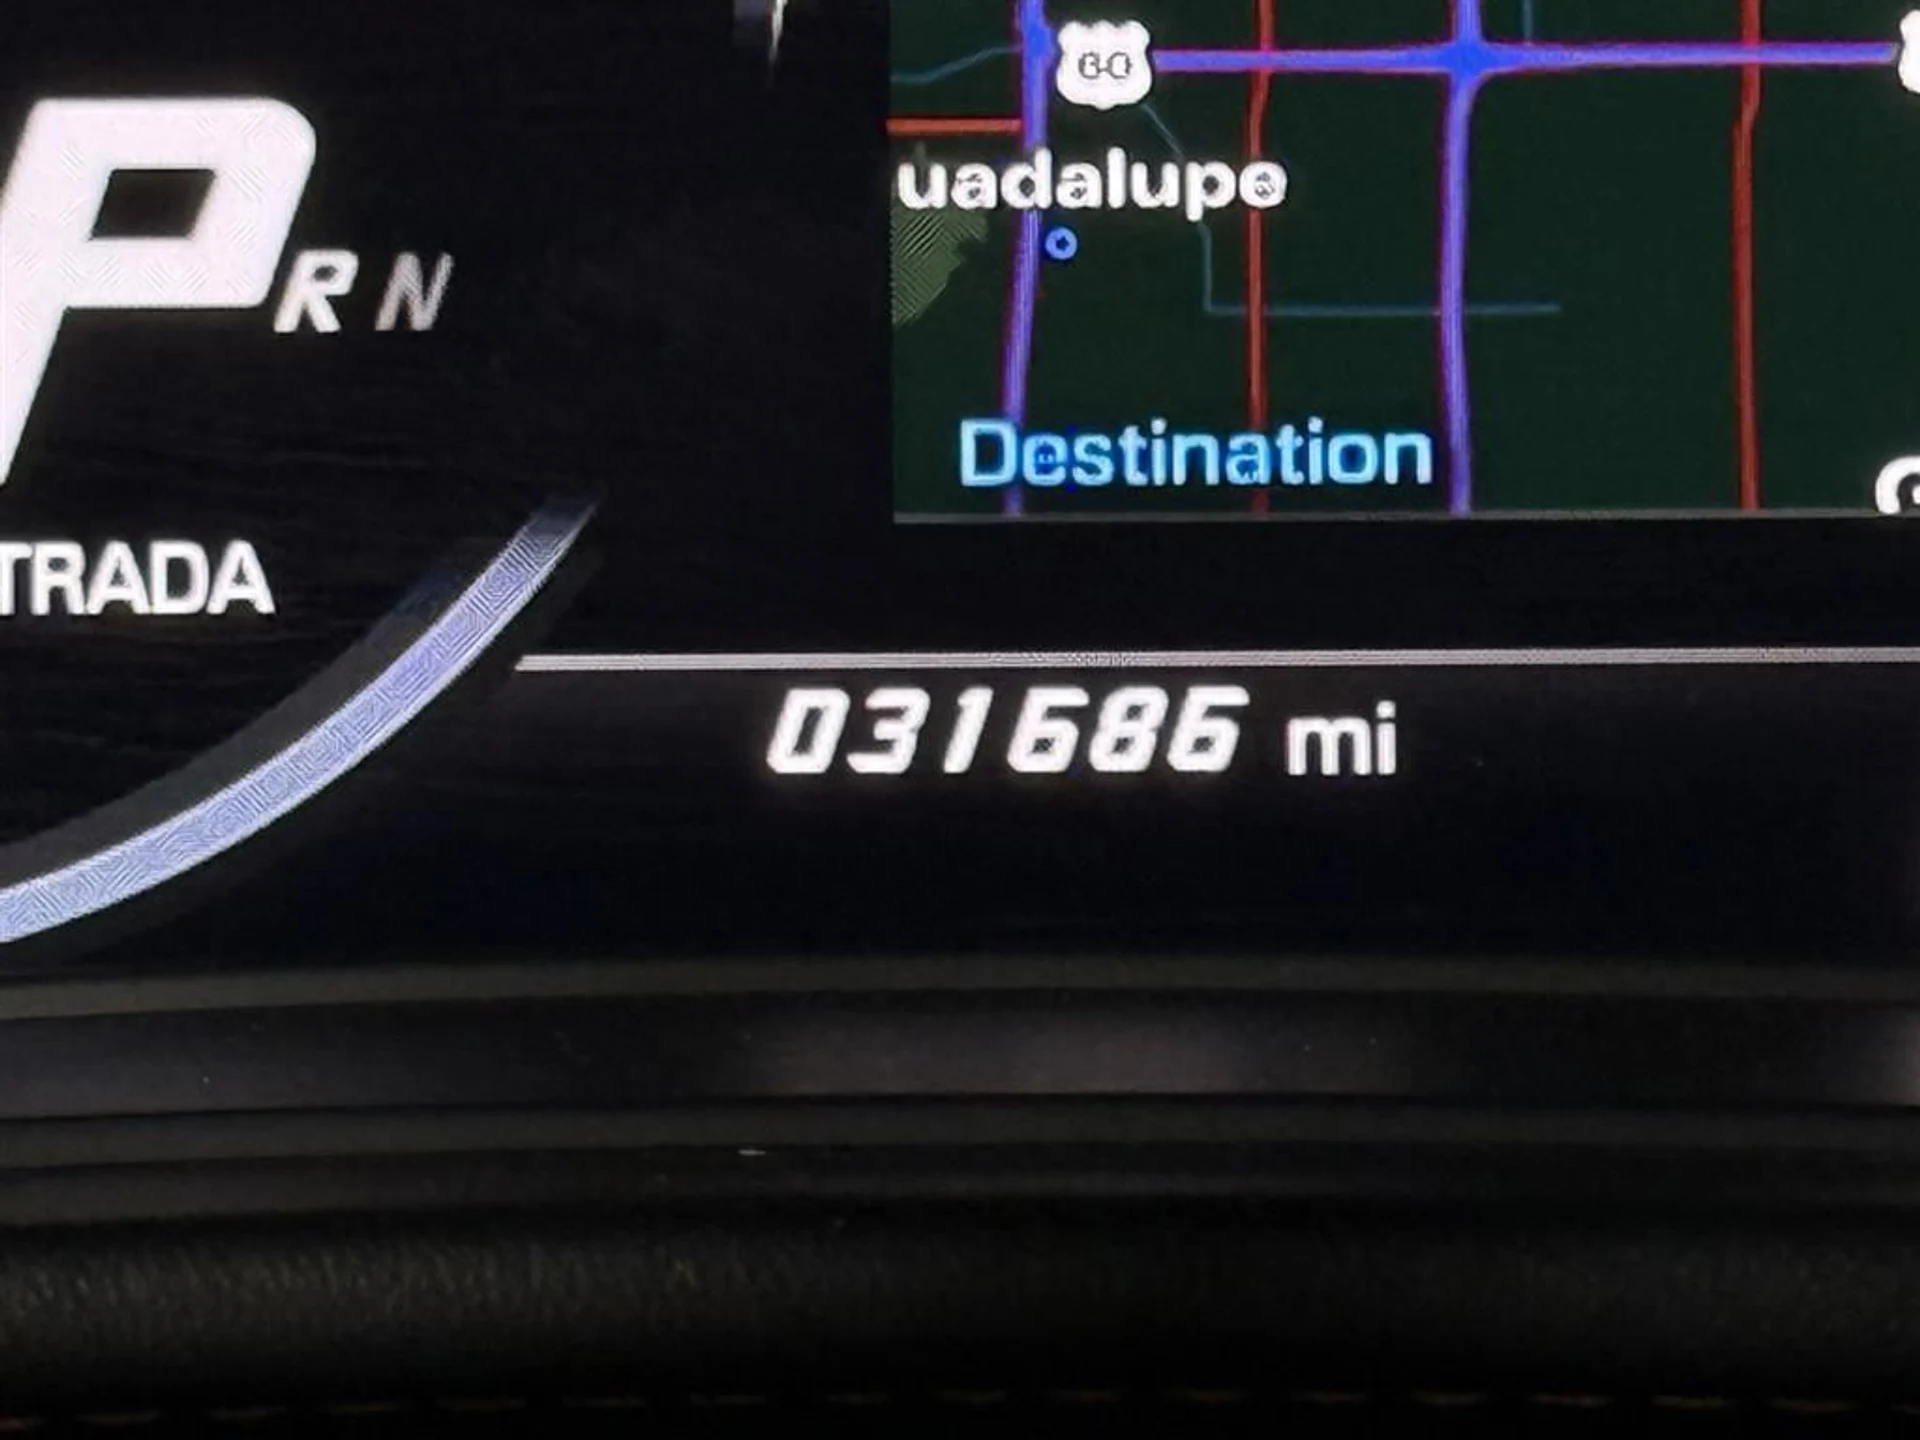 60
uadalupe
P R N
Destination
TRADA
031686 mi